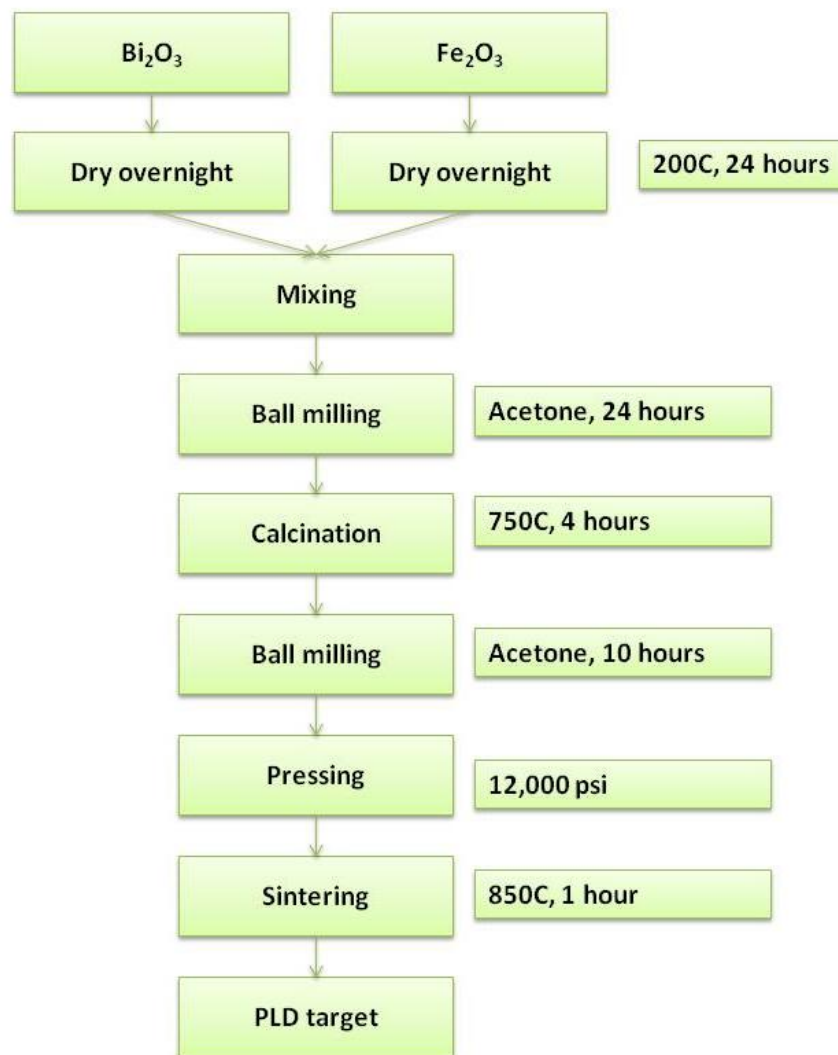 Bi₂O₃
Fe₂O₃
Dry overnight
Dry overnight
200C, 24 hours
Mixing
Ball milling
Acetone, 24 hours
Calcination
750C, 4 hours
Ball milling
Acetone, 10 hours
Pressing
12,000 psi
Sintering
850C, 1 hour
PLD target